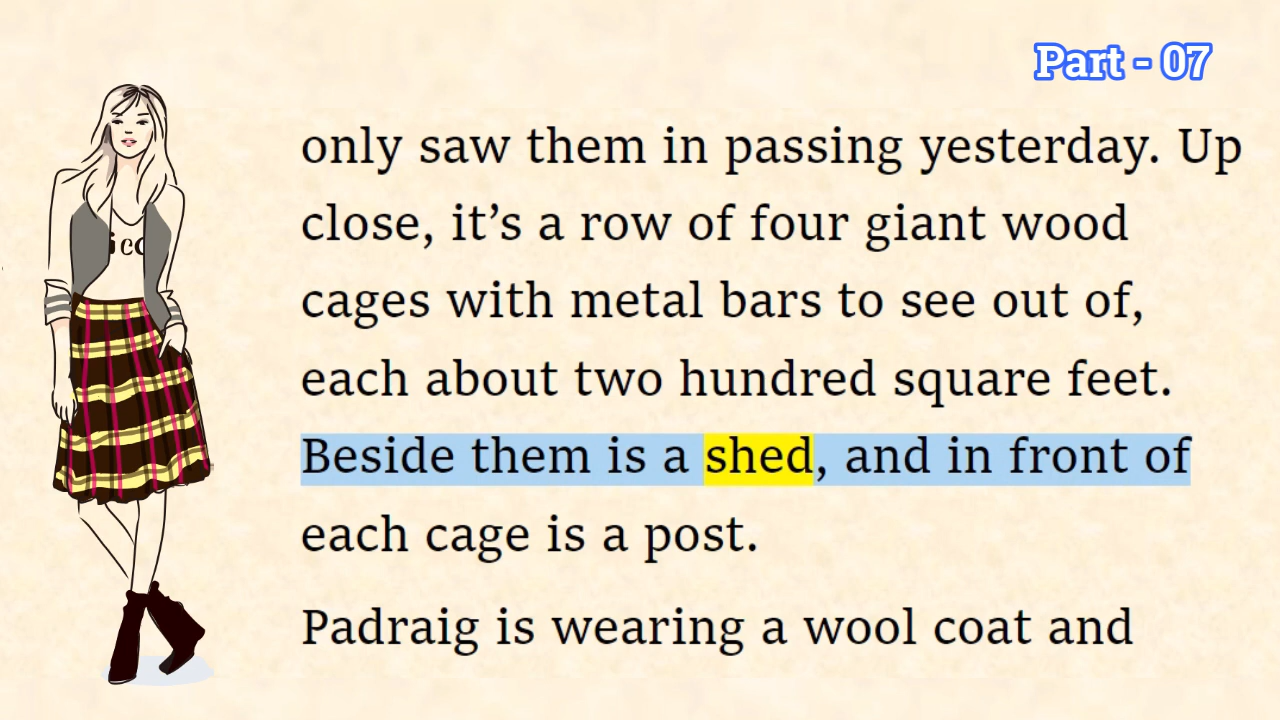 Part - 07
only saw them in passing yesterday. Up
close, it’s a row of four giant wood
cages with metal bars to see out of,
each about two hundred square feet.
Beside them is a shed, and in front of
each cage is a post.
Padraig is wearing a wool coat and